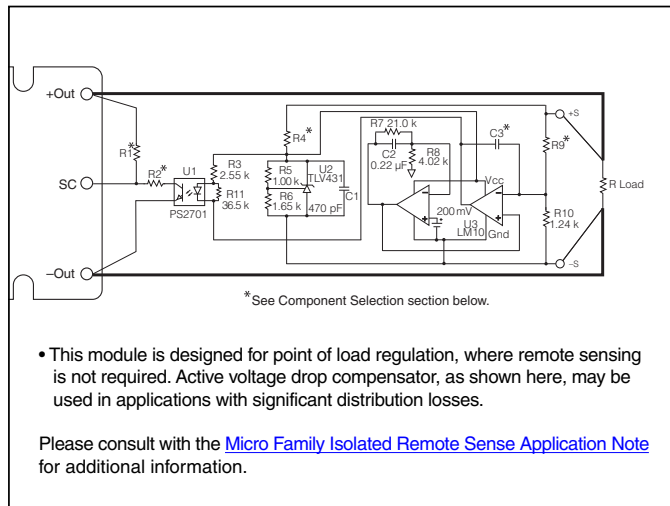 +Out
SC
–Out
R1*
R2*
U1
PS2701
R3
2.55 k
R11
36.5 k
R4*
R5
1.00 k
R6
1.65 k
U2
TLV431
470 pF
C1
R7 21.0 k
C2
0.22 µF
R8
4.02 k
200 mV
Vcc
U3
LM10
Gnd
C3*
R9*
R10
1.24 k
+S
–S
R Load
*See Component Selection section below.
• This module is designed for point of load regulation, where remote sensing
is not required. Active voltage drop compensator, as shown here, may be
used in applications with significant distribution losses.
Please consult with the Micro Family Isolated Remote Sense Application Note
for additional information.